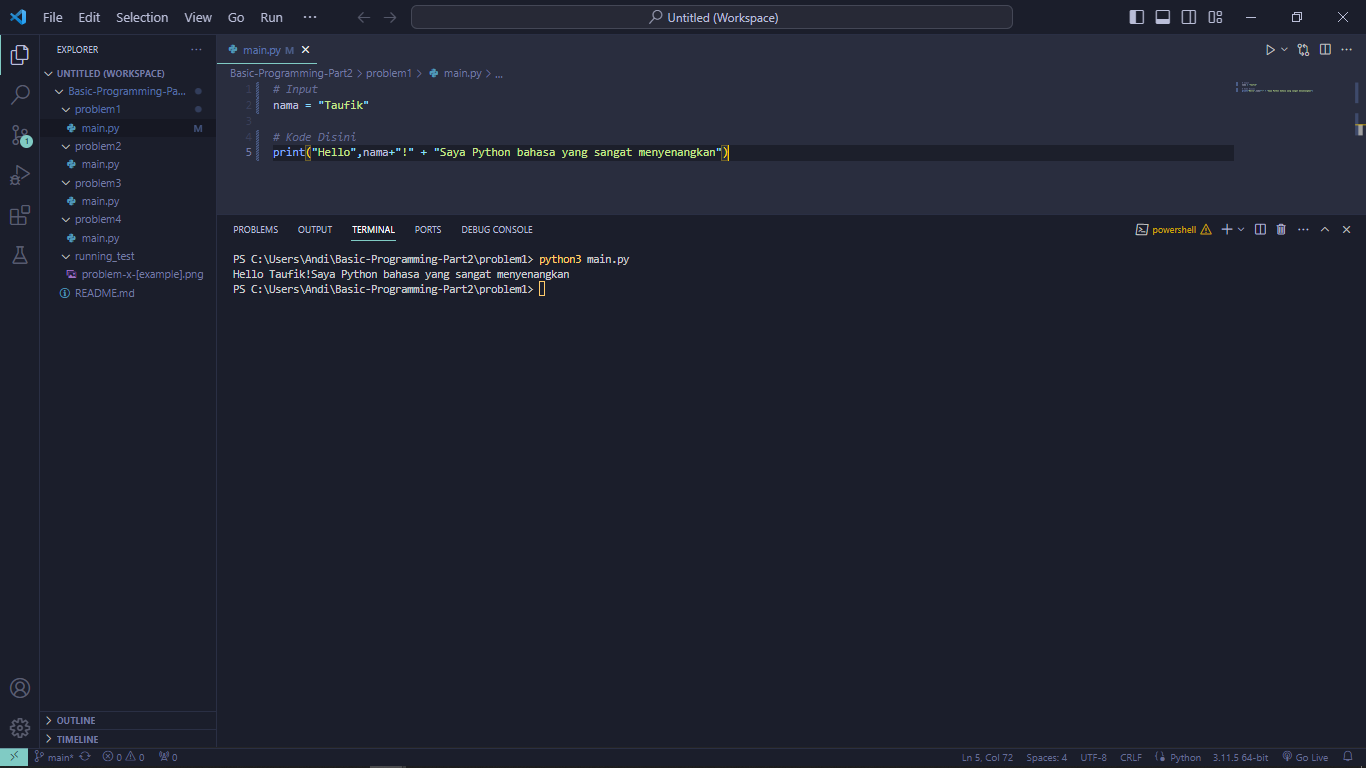 File Edit Selection View Go Run ··· Untitled (Workspace)
EXPLORER ···
UNTITLED (WORKSPACE)
Basic-Programming-Pa...
problem1
main.py M
problem2
main.py
problem3
main.py
problem4
main.py
running_test
problem-x-[example].png
README.md
OUTLINE
TIMELINE
main.py M
Basic-Programming-Part2 > problem1 > main.py > ...
1 # Input
2 nama = "Taufik"
3
4 # Kode Disini
5 print("Hello",nama+"!" + "Saya Python bahasa yang sangat menyenangkan")
PROBLEMS OUTPUT TERMINAL PORTS DEBUG CONSOLE powershell
PS C:\Users\Andi\Basic-Programming-Part2\problem1> python3 main.py
Hello Taufik!Saya Python bahasa yang sangat menyenangkan
PS C:\Users\Andi\Basic-Programming-Part2\problem1>
1
main* 0 0 0 Ln 5, Col 72 Spaces: 4 UTF-8 CRLF Python 3.11.5 64-bit Go Live